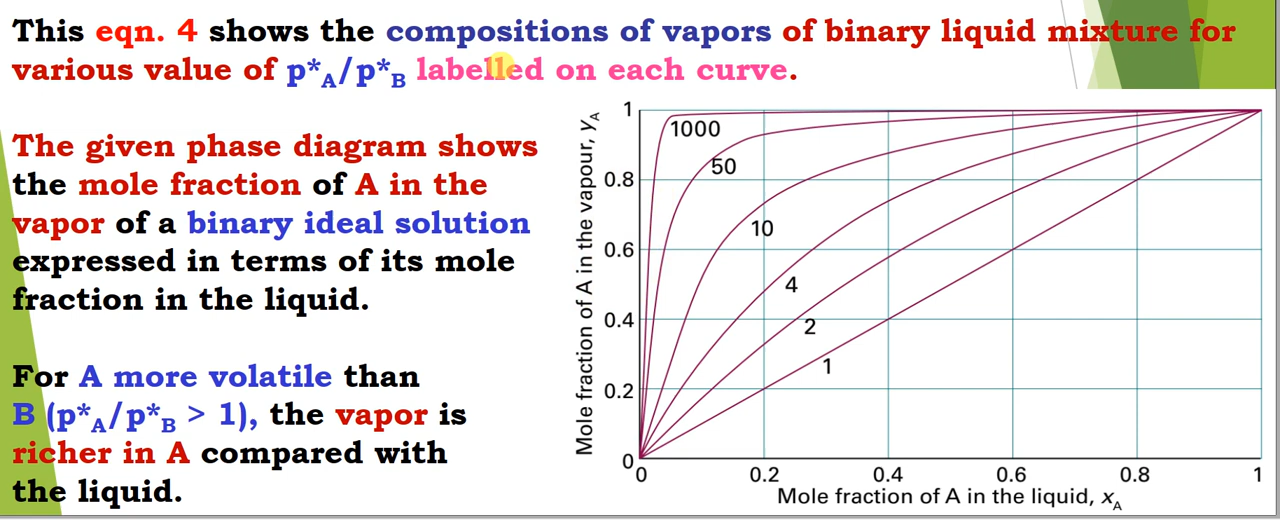 This eqn. 4 shows the compositions of vapors of binary liquid mixture for
various value of p*A/p*B labelled on each curve.
The given phase diagram shows
the mole fraction of A in the
vapor of a binary ideal solution
expressed in terms of its mole
fraction in the liquid.
For A more volatile than
B (p*A/p*B > 1), the vapor is
richer in A compared with
the liquid.
Mole fraction of A in the vapour, yA
1
0.8
0.6
0.4
0.2
0
1000
50
10
4
2
1
0
0.2
0.4
0.6
0.8
1
Mole fraction of A in the liquid, xA